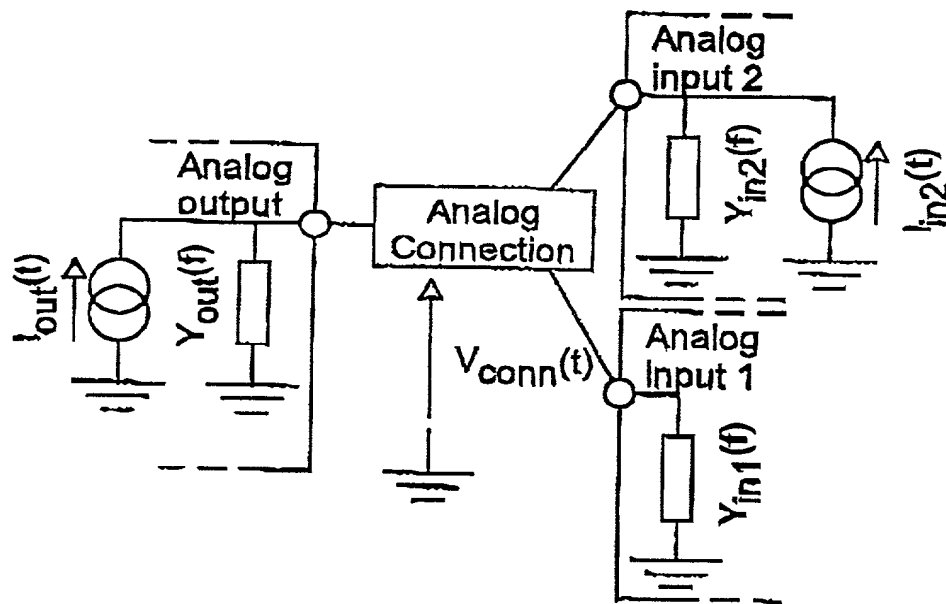 Analog
output
I_out(t)
Y_out(f)
Analog
Connection
V_conn(t)
Analog
input 2
Y_in2(f)
I_in2(t)
Analog
Input 1
Y_in1(f)